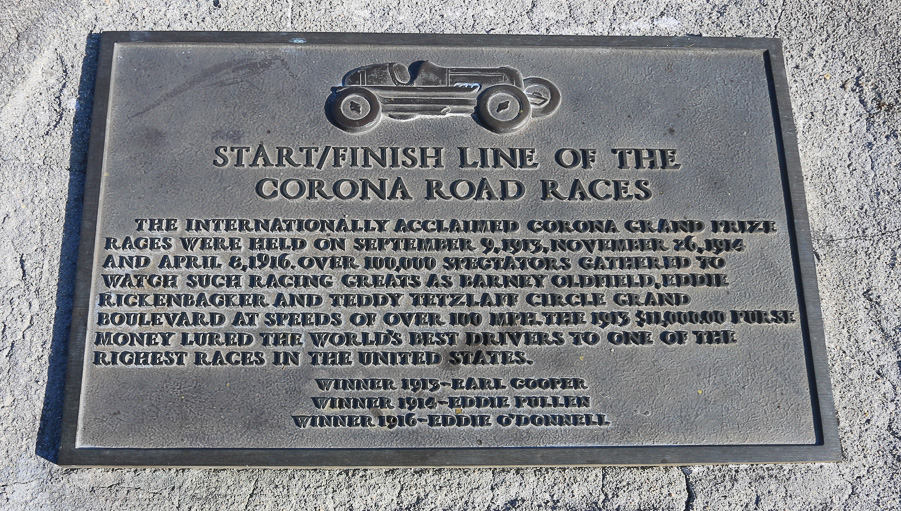 START/FINISH LINE OF THE
CORONA ROAD RACES
THE INTERNATIONALLY ACCLAIMED CORONA GRAND PRIZE
RACES WERE HELD ON SEPTEMBER 9,1913,NOVEMBER 26,1914
AND APRIL 8,1916.OVER 100,000 SPECTATORS GATHERED TO
WATCH SUCH RACING GREATS AS BARNEY OLDFIELD,EDDIE
RICKENBACKER AND TEDDY TETZLAFF CIRCLE GRAND
BOULEVARD AT SPEEDS OF OVER 100 MPH.THE 1913 $11,000.00 PURSE
MONEY LURED THE WORLD'S BEST DRIVERS TO ONE OF THE
RICHEST RACES IN THE UNITED STATES.
WINNER 1913-EARL COOPER
WINNER 1914-EDDIE PULLEN
WINNER 1916-EDDIE O'DONNELL